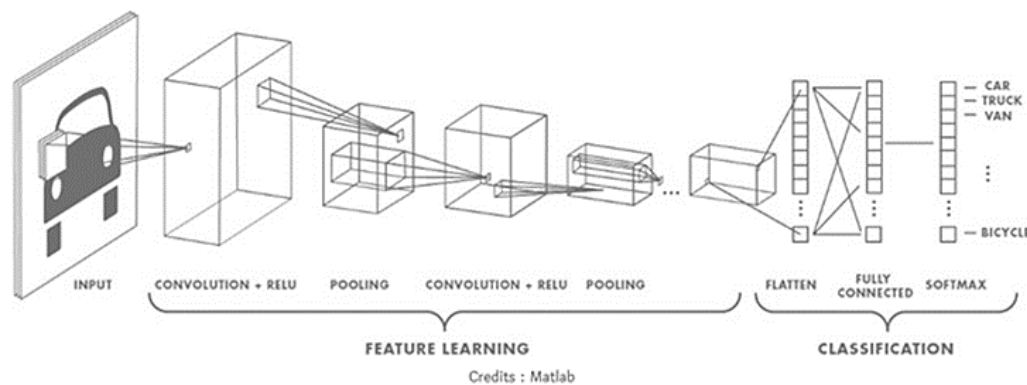 CAR
TRUCK
VAN
BICYCLE
INPUT
CONVOLUTION + RELU
POOLING
CONVOLUTION + RELU
POOLING
FLATTEN
FULLY
CONNECTED
SOFTMAX
FEATURE LEARNING
CLASSIFICATION
Credits : Matlab